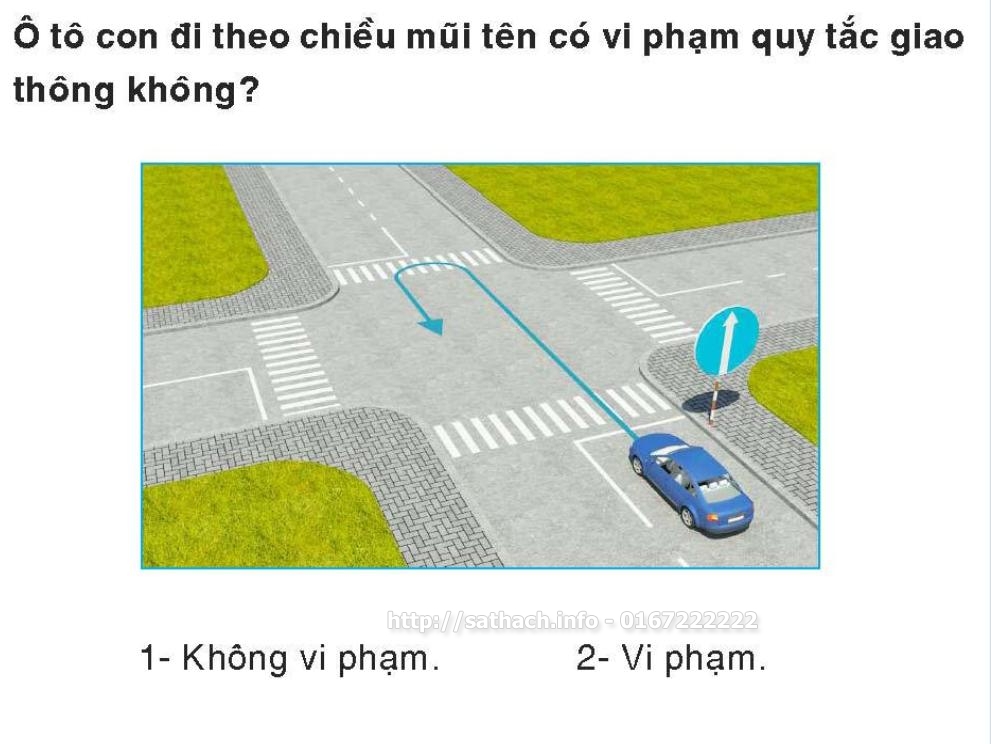 Ô tô con đi theo chiều mũi tên có vi phạm quy tắc giao
thông không?
http://sathach.info - 0167222222
1- Không vi phạm. 2- Vi phạm.